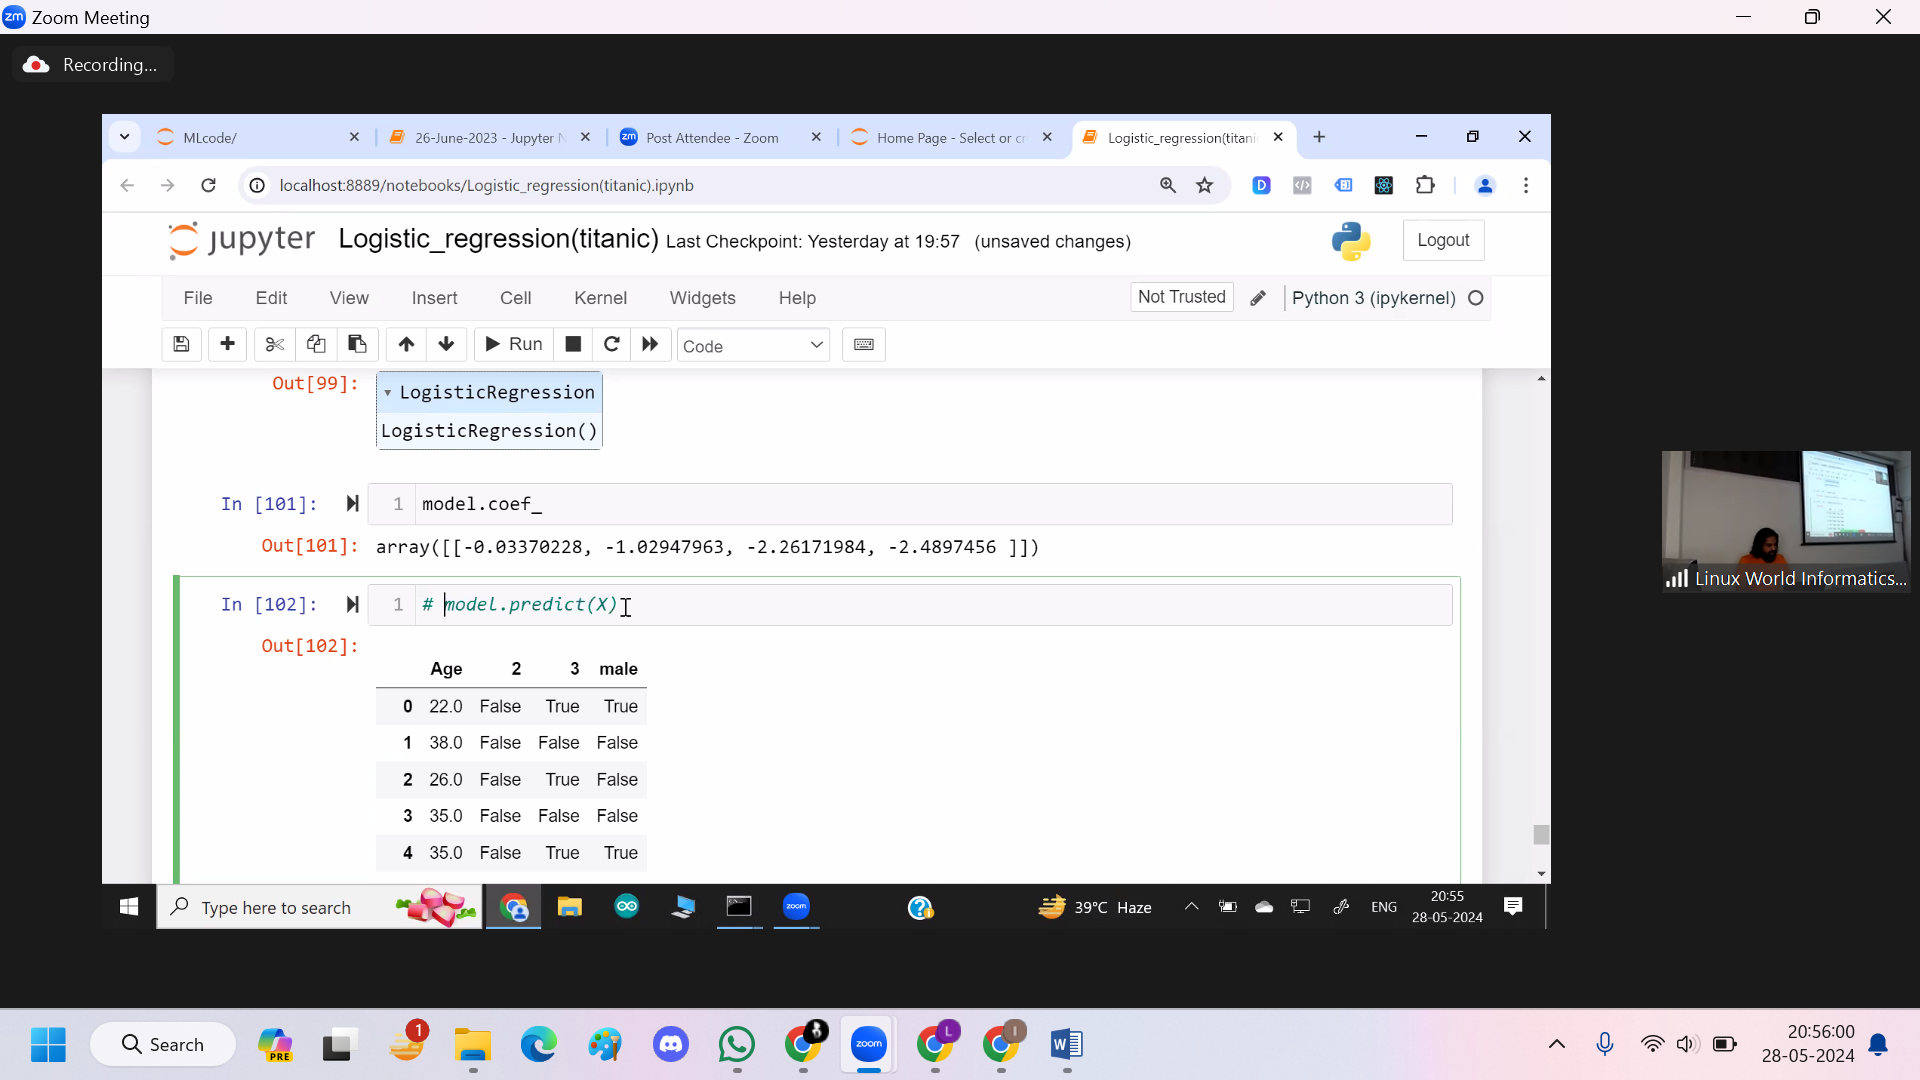 Zoom Meeting
Recording...
MLcode/
26-June-2023 - Jupyter N
Post Attendee - Zoom
Home Page - Select or cr
Logistic_regression(titani
localhost:8889/notebooks/Logistic_regression(titanic).ipynb
jupyter Logistic_regression(titanic) Last Checkpoint: Yesterday at 19:57 (unsaved changes)
Logout
File Edit View Insert Cell Kernel Widgets Help
Not Trusted
Python 3 (ipykernel)
Run
Code
Out[99]:
LogisticRegression
LogisticRegression()
In [101]: 1 model.coef_
Out[101]: array([[-0.03370228, -1.02947963, -2.26171984, -2.4897456 ]])
In [102]: 1 # model.predict(X)
Out[102]:
Age 2 3 male
0 22.0 False True True
1 38.0 False False False
2 26.0 False True False
3 35.0 False False False
4 35.0 False True True
Linux World Informatics...
Type here to search
zoom
39°C Haze
ENG
20:55
28-05-2024
Search
PRE
1
zoom
L
I
20:56:00
28-05-2024